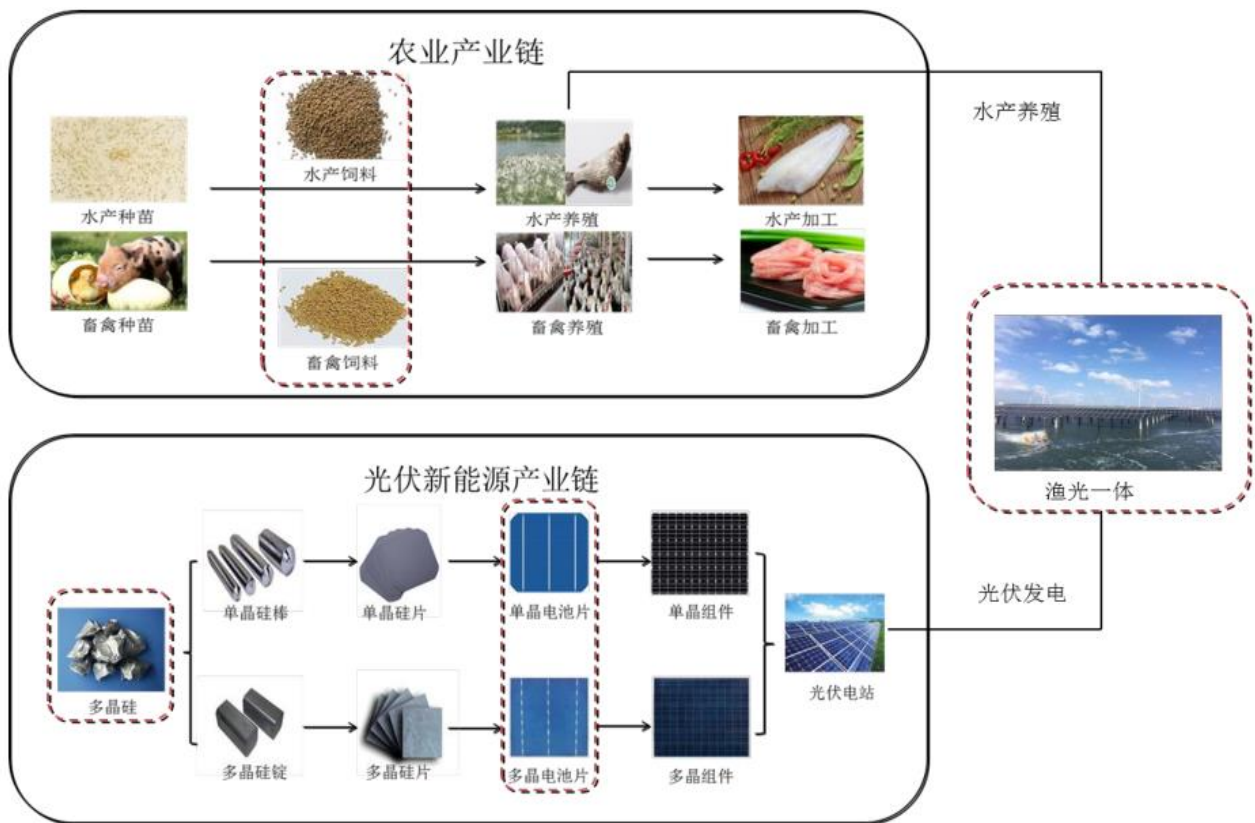 农业产业链
水产养殖
水产饲料
水产种苗
水产养殖
水产加工
畜禽种苗
畜禽饲料
畜禽养殖
畜禽加工
渔光一体
光伏新能源产业链
单晶硅棒
单晶硅片
单晶电池片
单晶组件
光伏发电
多晶硅
光伏电站
多晶硅锭
多晶硅片
多晶电池片
多晶组件